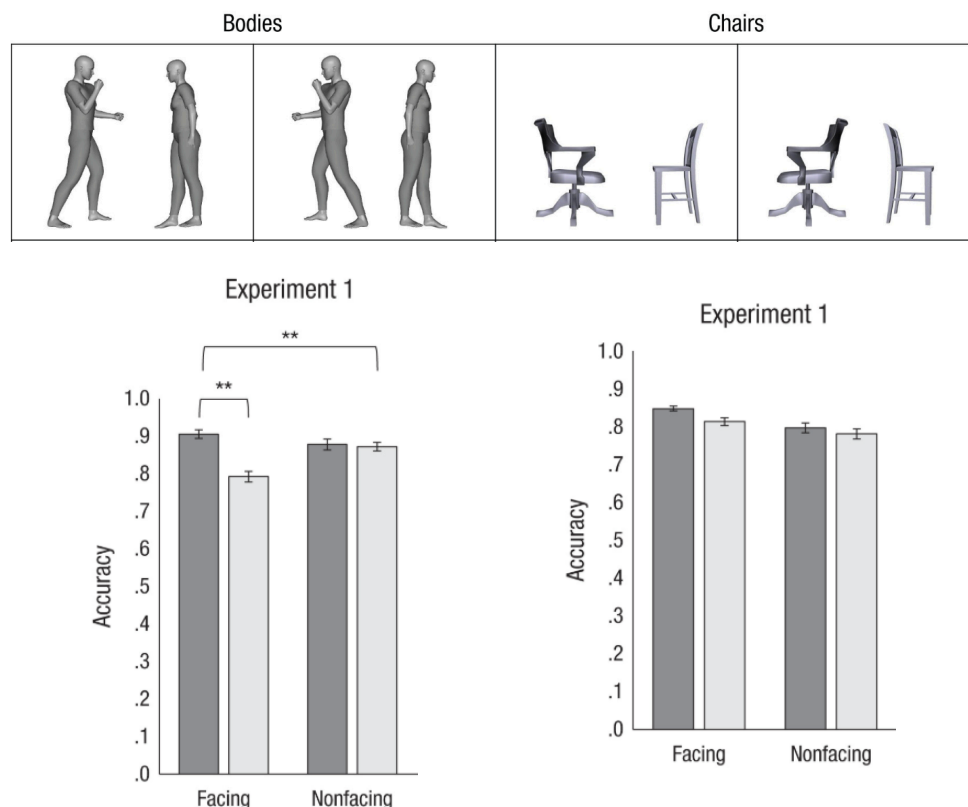 Bodies
Chairs
Experiment 1
**
**
1.0
.9
.8
.7
.6
.5
.4
.3
.2
.1
.0
Accuracy
Facing
Nonfacing
Experiment 1
1.0
.9
.8
.7
.6
.5
.4
.3
.2
.1
.0
Accuracy
Facing
Nonfacing